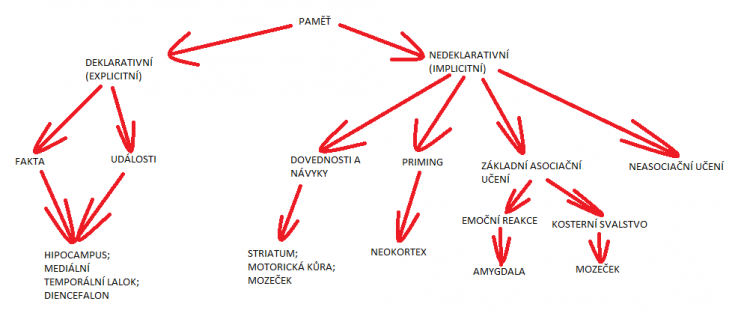 PAMĚŤ
DEKLARATIVNÍ
(EXPLICITNÍ)
NEDEKLARATIVNÍ
(IMPLICITNÍ)
FAKTA
UDÁLOSTI
DOVEDNOSTI A
NÁVYKY
PRIMING
ZÁKLADNÍ ASOCIAČNÍ
UČENÍ
NEASOCIAČNÍ UČENÍ
EMOČNÍ REAKCE
KOSTERNÍ SVALSTVO
HIPOCAMPUS;
MEDIÁLNÍ
TEMPORÁLNÍ LALOK;
DIENCEFALON
STRIATUM;
MOTORICKÁ KŮRA;
MOZEČEK
NEOKORTEX
AMYGDALA
MOZEČEK